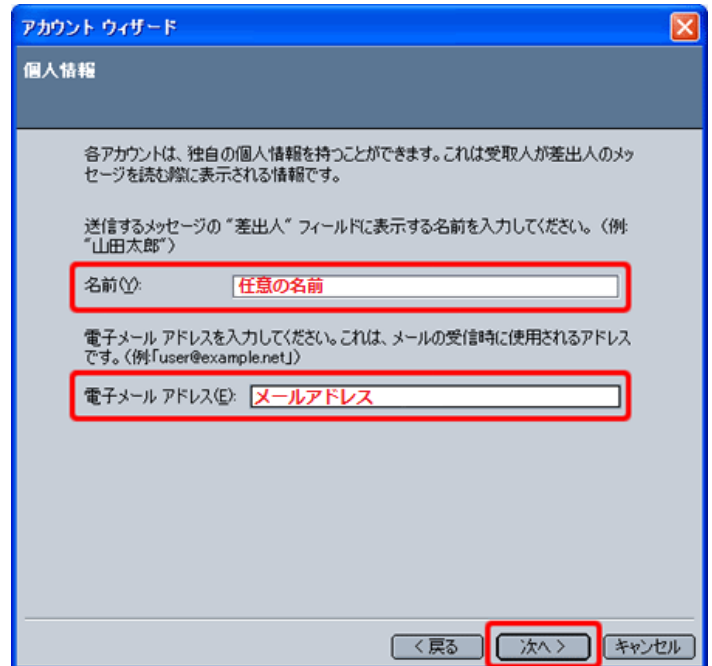 アカウント ウィザード
個人情報
各アカウントは、独自の個人情報を持つことができます。これは受取人が差出人のメッ
セージを読む際に表示される情報です。
送信するメッセージの "差出人" フィールドに表示する名前を入力してください。（例:
"山田太郎"）
名前(Y): 任意の名前
電子メール アドレスを入力してください。これは、メールの受信時に使用されるアドレス
です。（例:「user@example.net」）
電子メール アドレス(E): メールアドレス
< 戻る 次へ > キャンセル